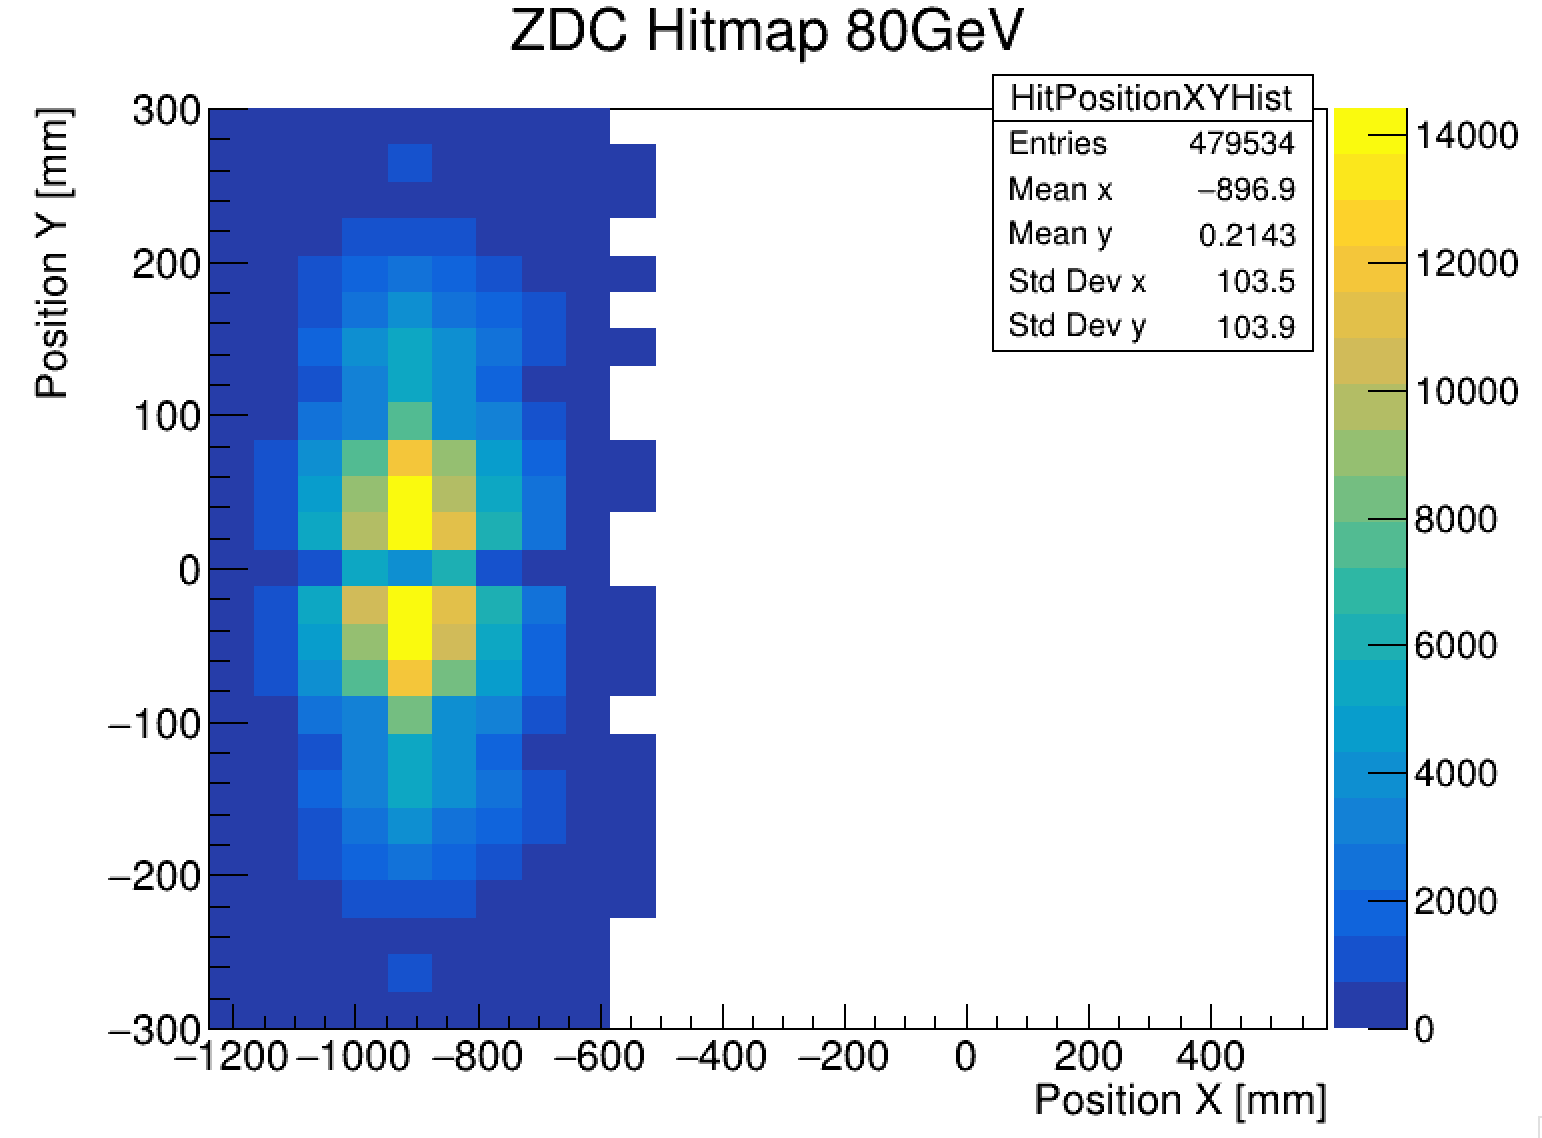 ZDC Hitmap 80GeV
HitPositionXYHist
Entries 479534
Mean x −896.9
Mean y 0.2143
Std Dev x 103.5
Std Dev y 103.9
Position Y [mm]
300
200
100
0
−100
−200
−300
−1200 −1000 −800 −600 −400 −200 0 200 400
Position X [mm]
14000
12000
10000
8000
6000
4000
2000
0